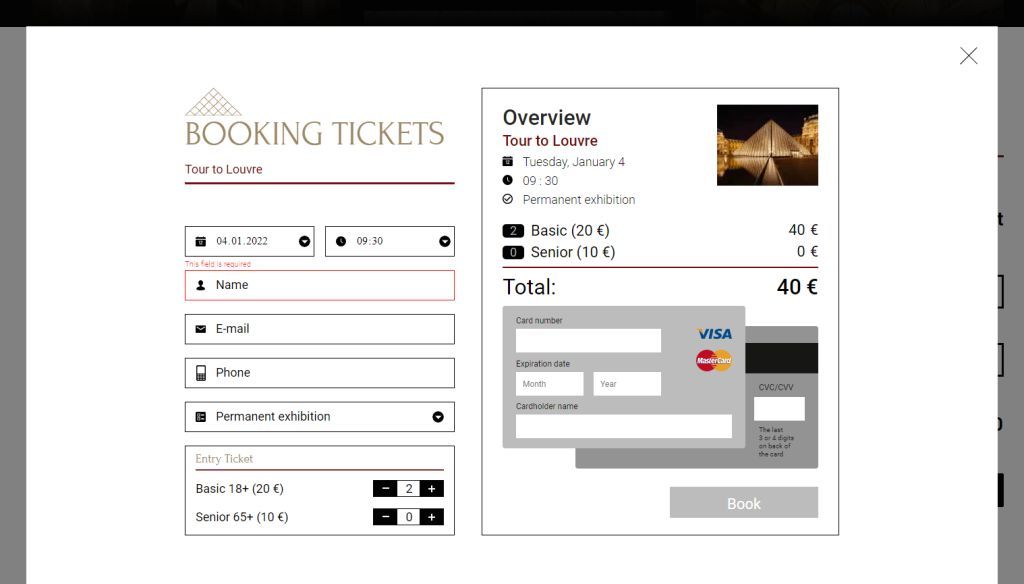 BOOKING TICKETS
Tour to Louvre
04.01.2022
09:30
This field is required
Name
E-mail
Phone
Permanent exhibition
Entry Ticket
Basic 18+ (20 €)
− 2 +
Senior 65+ (10 €)
− 0 +
Overview
Tour to Louvre
Tuesday, January 4
09 : 30
Permanent exhibition
2 Basic (20 €) 40 €
0 Senior (10 €) 0 €
Total: 40 €
Card number
VISA
MasterCard
Expiration date
Month Year
Cardholder name
CVC/CVV
The last
3 or 4 digits
on back of
the card
Book